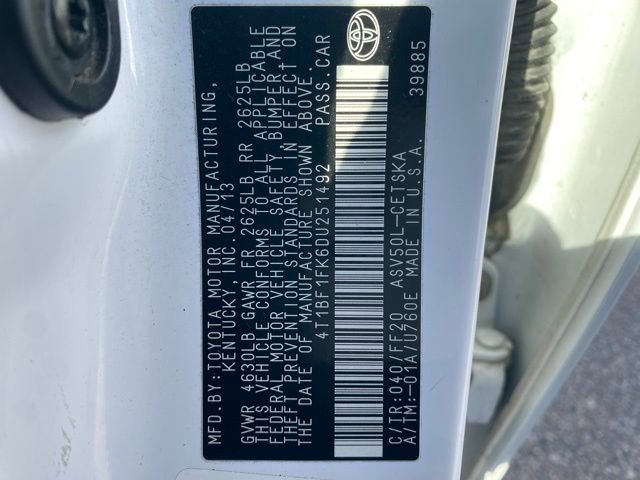 MFD.BY:TOYOTA MOTOR MANUFACTURING,
KENTUCKY, INC. 04/13
GVWR 4630LB GAWR FR 2625LB RR 2625LB
THIS VEHICLE CONFORMS TO ALL APPLICABLE
FEDERAL MOTOR VEHICLE SAFETY, BUMPER, AND
THEFT PREVENTION STANDARDS IN EFFECT ON
THE DATE OF MANUFACTURE SHOWN ABOVE.
4T1BF1FK6DU251492 PASS.CAR
C/TR:040/FF20 ASV50L-CETSKA
A/TM:-01A/U760E MADE IN U.S.A.
39885